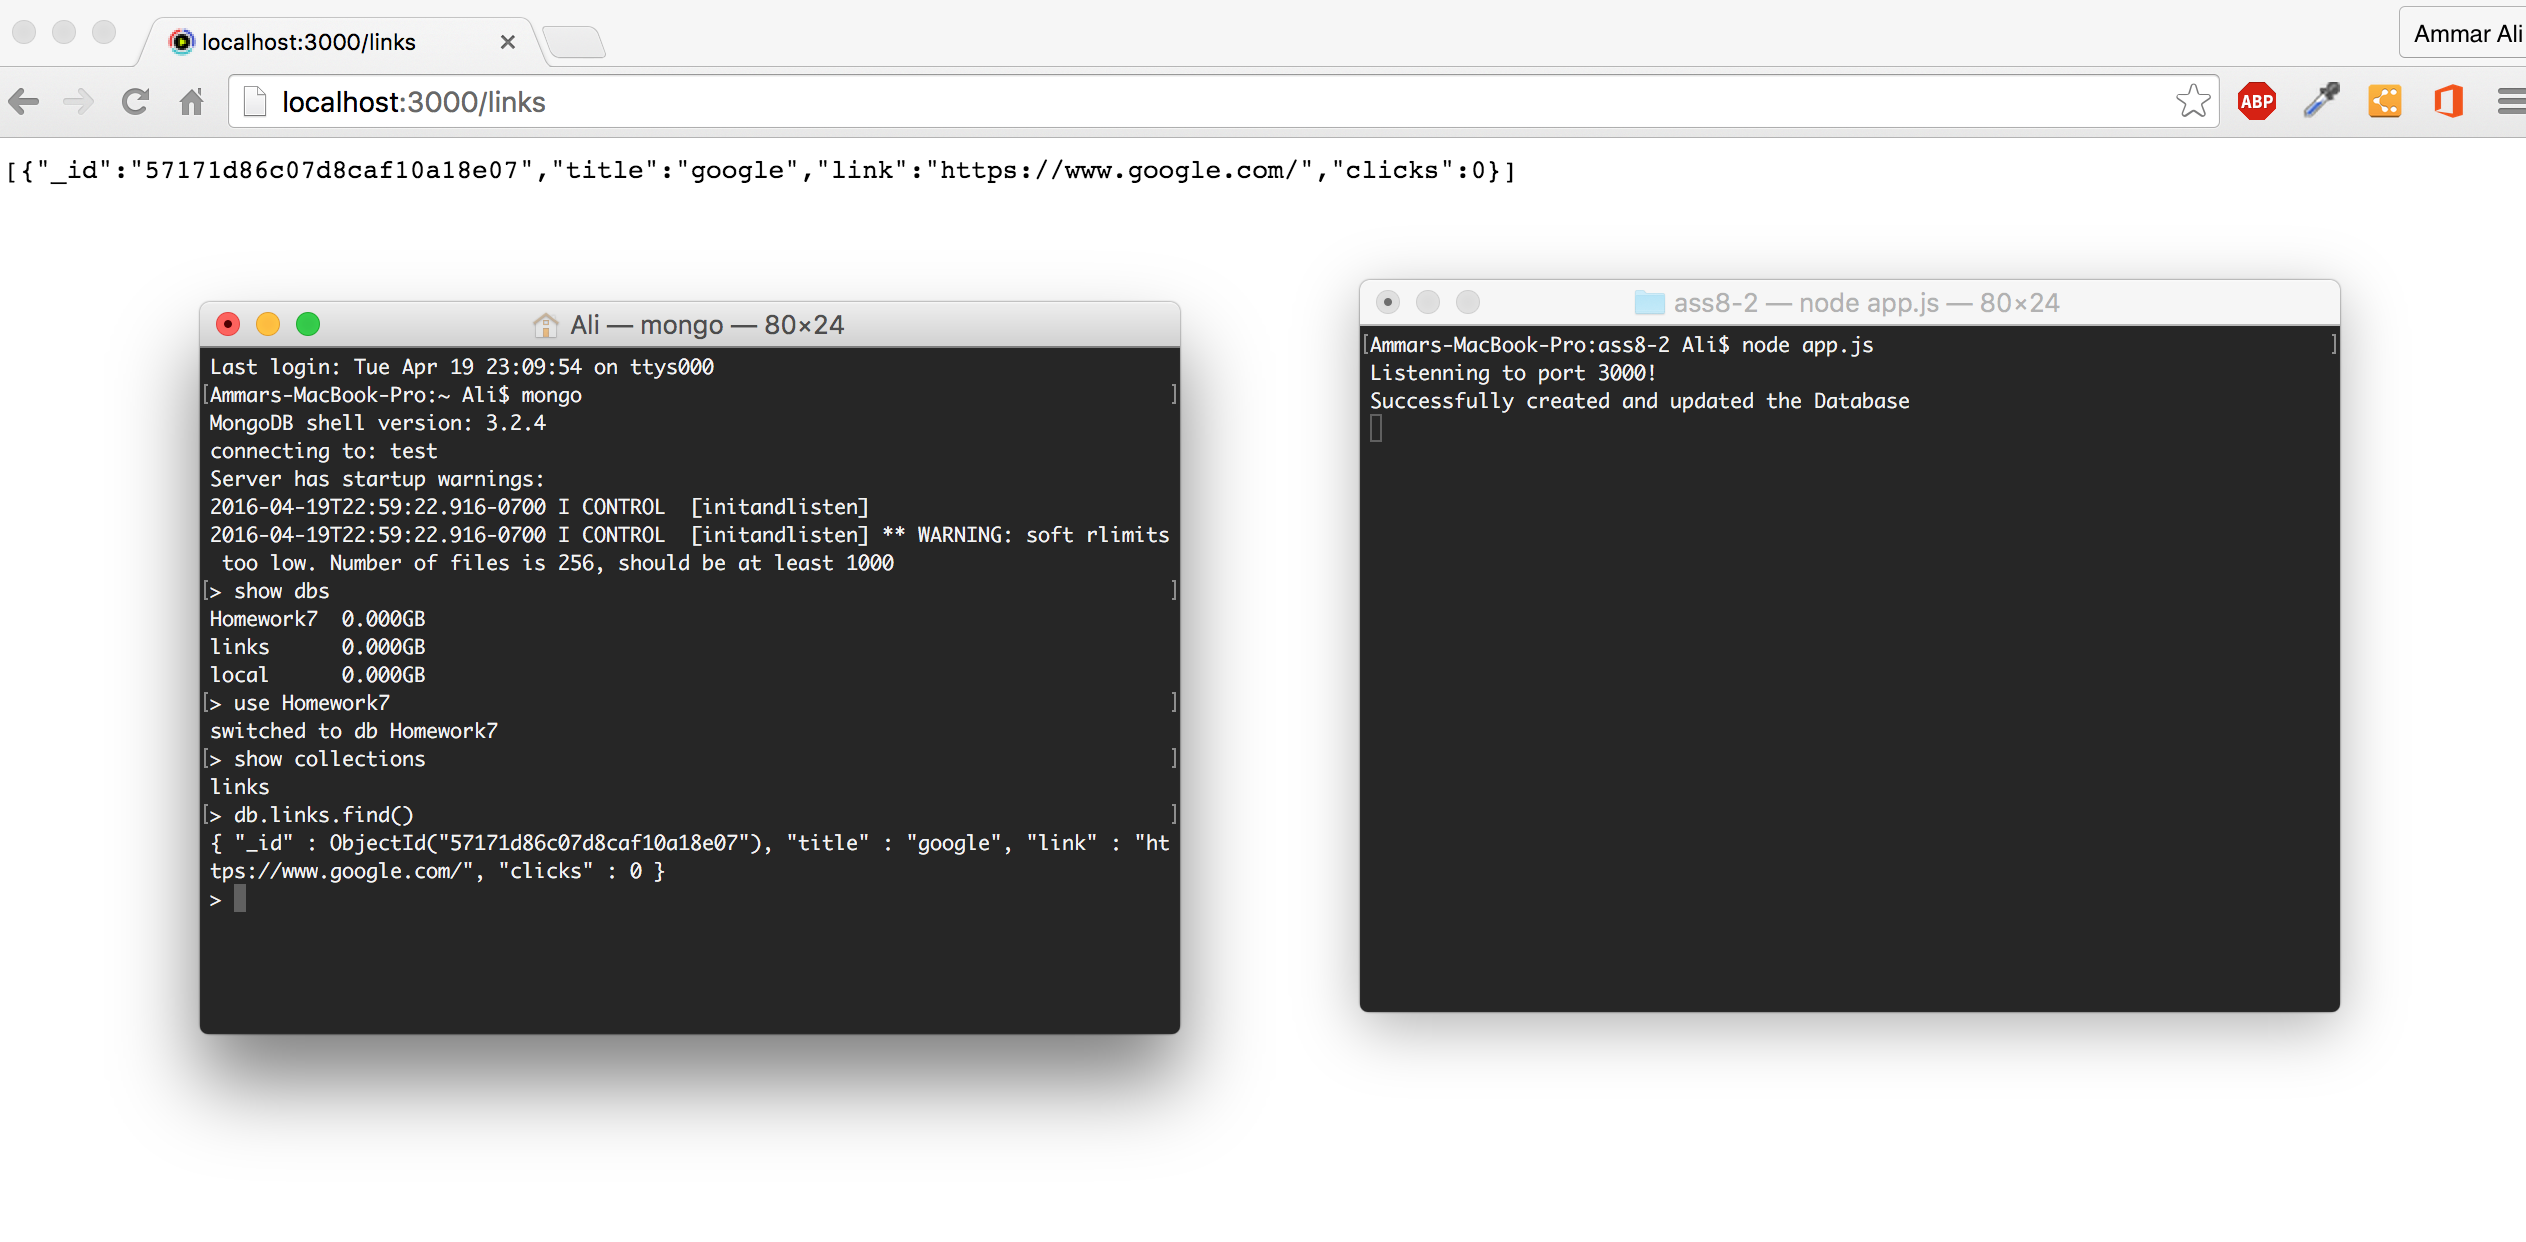 localhost:3000/links
Ammar Ali
localhost:3000/links
ABP
[{"_id":"57171d86c07d8caf10a18e07","title":"google","link":"https://www.google.com/","clicks":0}]
Ali — mongo — 80×24
Last login: Tue Apr 19 23:09:54 on ttys000
[Ammars-MacBook-Pro:~ Ali$ mongo ]
MongoDB shell version: 3.2.4
connecting to: test
Server has startup warnings:
2016-04-19T22:59:22.916-0700 I CONTROL  [initandlisten]
2016-04-19T22:59:22.916-0700 I CONTROL  [initandlisten] ** WARNING: soft rlimits
 too low. Number of files is 256, should be at least 1000
[> show dbs ]
Homework7  0.000GB
links      0.000GB
local      0.000GB
[> use Homework7 ]
switched to db Homework7
[> show collections ]
links
[> db.links.find() ]
{ "_id" : ObjectId("57171d86c07d8caf10a18e07"), "title" : "google", "link" : "ht
tps://www.google.com/", "clicks" : 0 }
>
ass8-2 — node app.js — 80×24
[Ammars-MacBook-Pro:ass8-2 Ali$ node app.js ]
Listenning to port 3000!
Successfully created and updated the Database